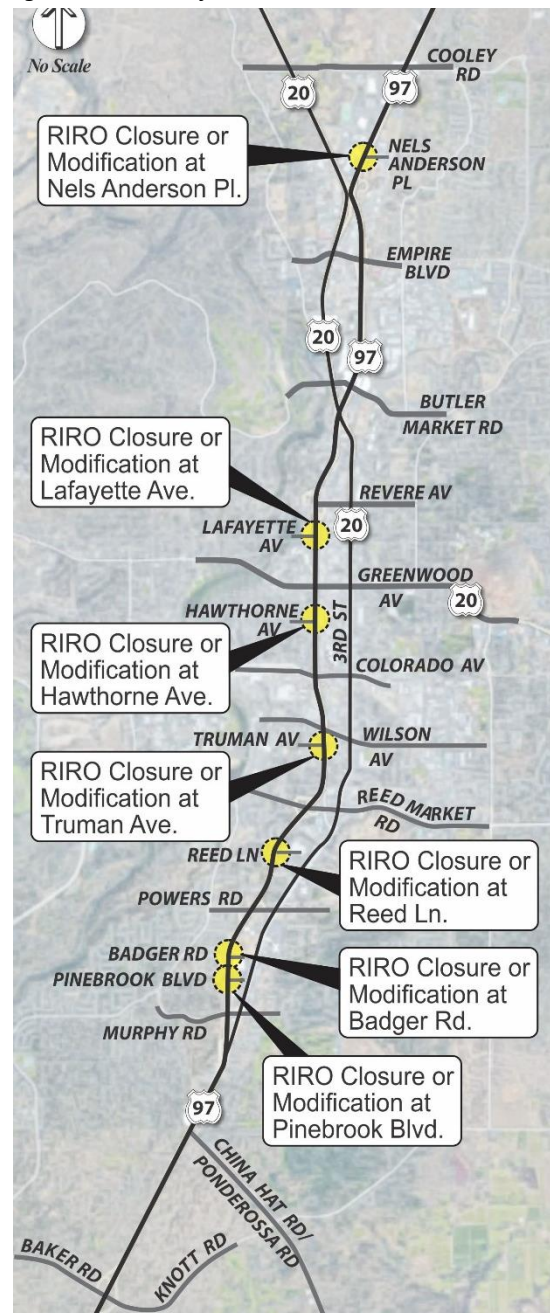 No Scale
COOLEY
RD
20
97
RIRO Closure or
Modification at
Nels Anderson Pl.
NELS
ANDERSON
PL
EMPIRE
BLVD
20
97
BUTLER
MARKET RD
RIRO Closure or
Modification at
Lafayette Ave.
REVERE AV
LAFAYETTE
AV
20
GREENWOOD
AV
20
HAWTHORNE
AV
3RD ST
RIRO Closure or
Modification at
Hawthorne Ave.
COLORADO AV
TRUMAN AV
WILSON
AV
RIRO Closure or
Modification at
Truman Ave.
REED MARKET
RD
REED LN
RIRO Closure or
Modification at
Reed Ln.
POWERS RD
BADGER RD
RIRO Closure or
Modification at
Badger Rd.
PINEBROOK BLVD
MURPHY RD
RIRO Closure or
Modification at
Pinebrook Blvd.
97
CHINA HAT RD/
PONDEROSSA RD
BAKER RD
KNOTT RD